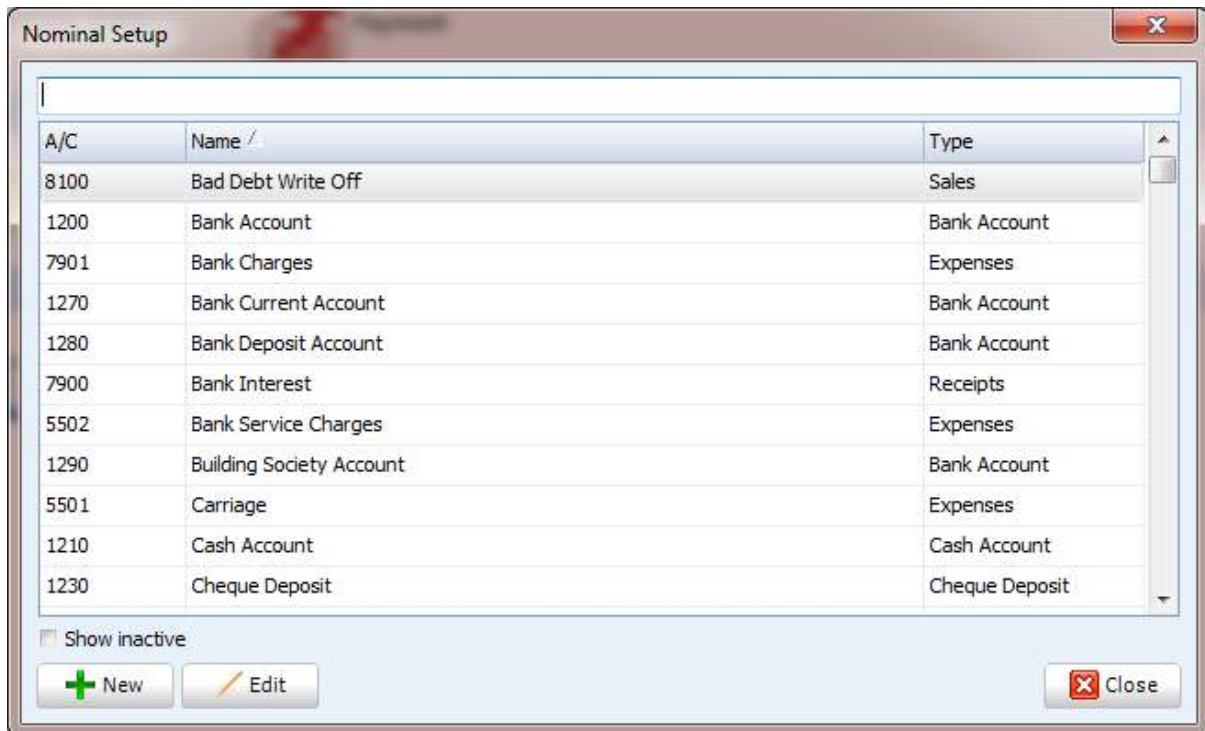 Nominal Setup
A/C Name Type
8100 Bad Debt Write Off Sales
1200 Bank Account Bank Account
7901 Bank Charges Expenses
1270 Bank Current Account Bank Account
1280 Bank Deposit Account Bank Account
7900 Bank Interest Receipts
5502 Bank Service Charges Expenses
1290 Building Society Account Bank Account
5501 Carriage Expenses
1210 Cash Account Cash Account
1230 Cheque Deposit Cheque Deposit
Show inactive
New Edit Close